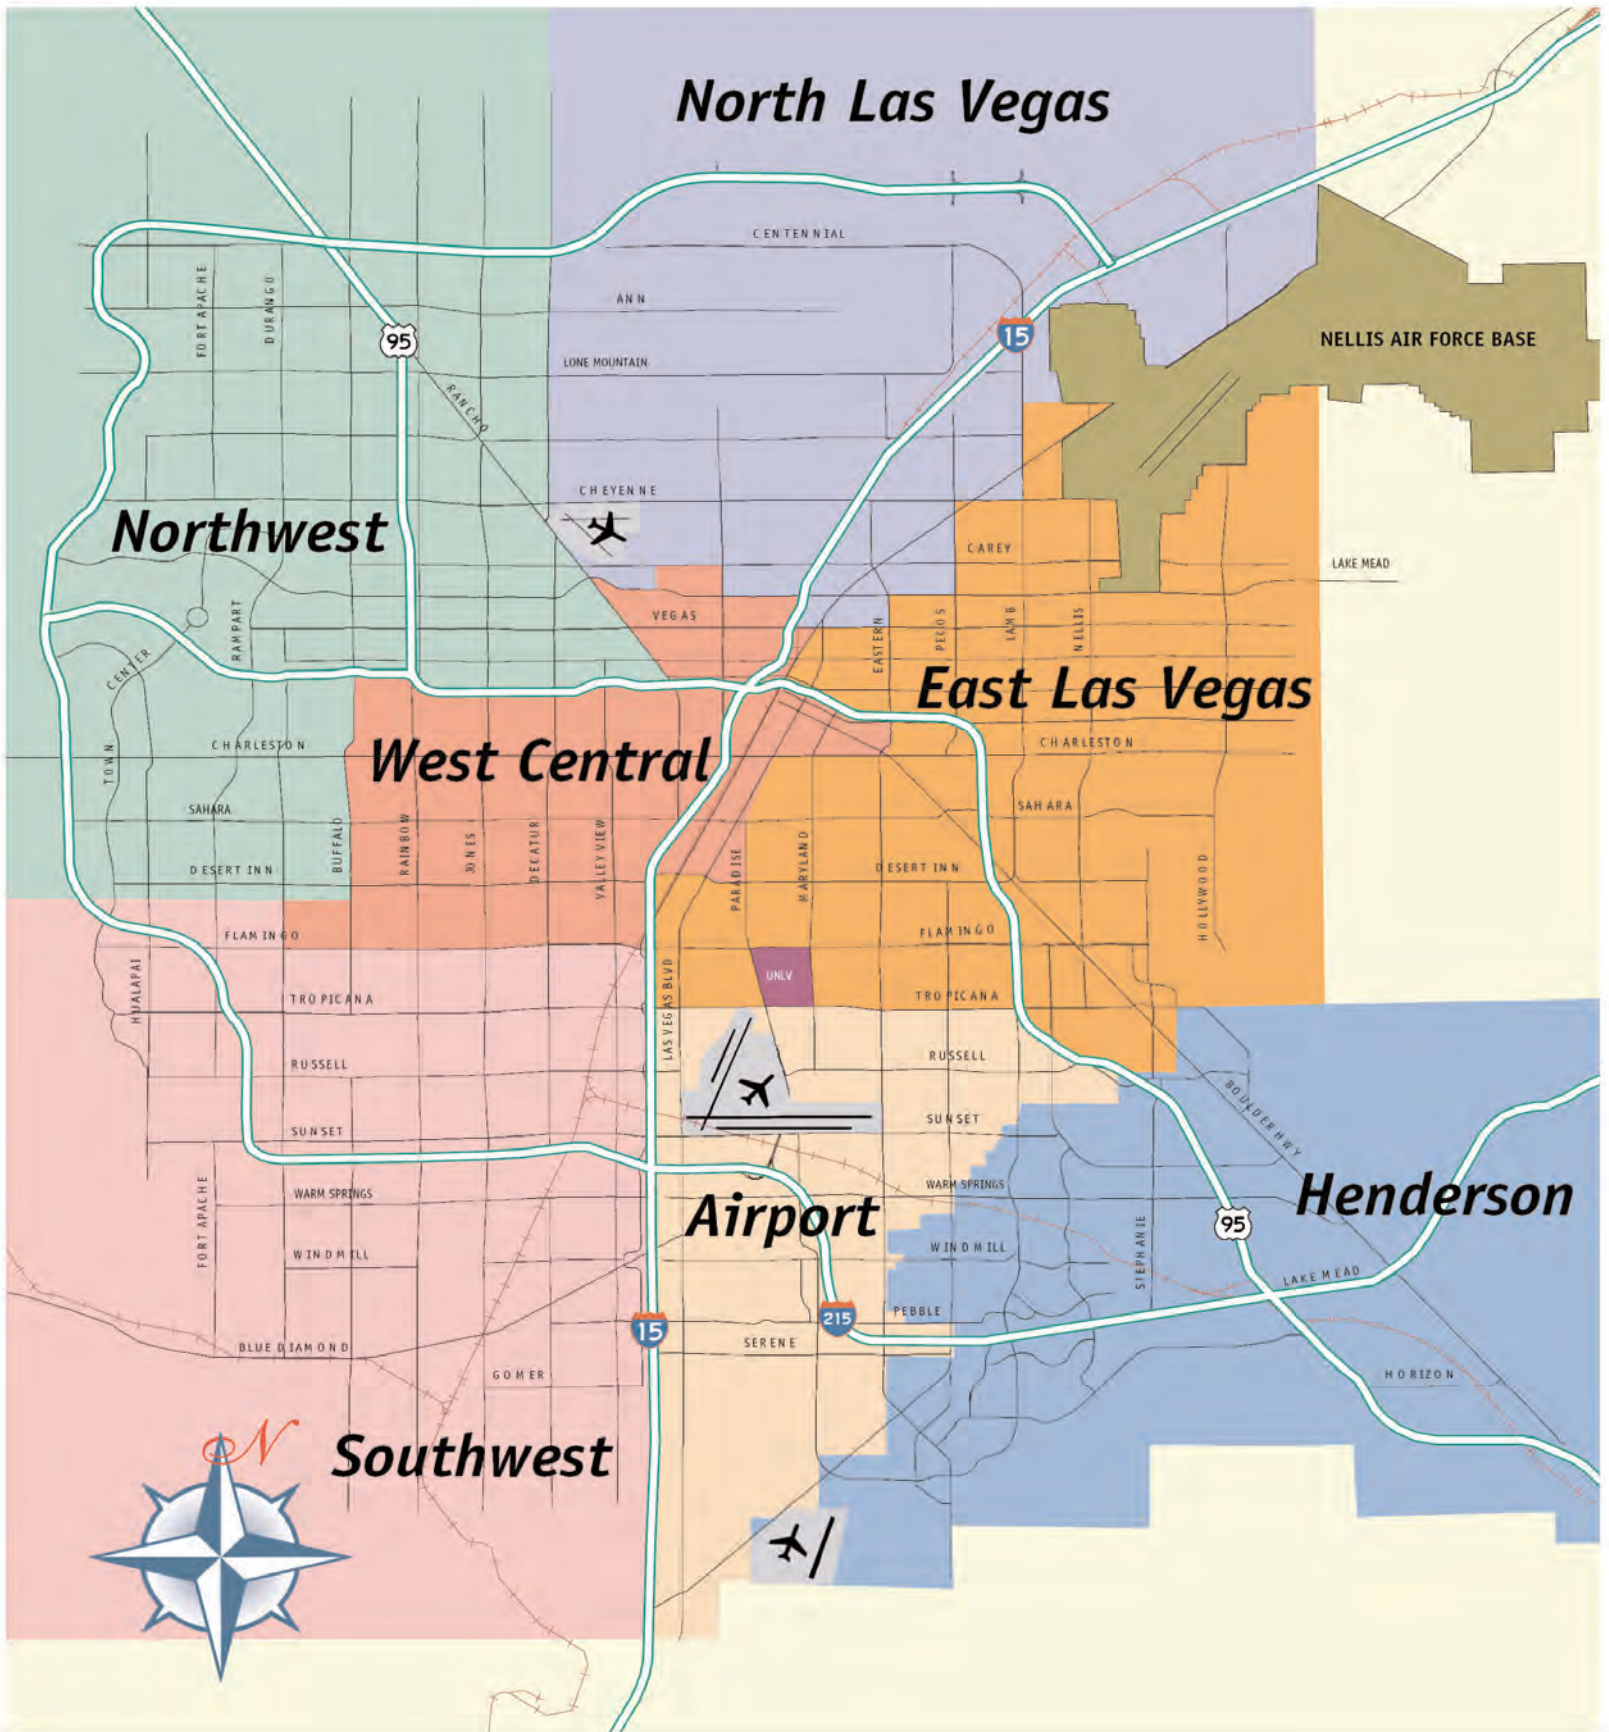 North Las Vegas
CENTENNIAL
FORT APACHE
DURANGO
ANN
95
15
NELLIS AIR FORCE BASE
LONE MOUNTAIN
RANCHO
CHEYENNE
Northwest
CAREY
LAKE MEAD
VEGAS
RAMPART
EASTERN
PECOS
LAMB
NELLIS
CENTER
East Las Vegas
TOWN
CHARLESTON
West Central
CHARLESTON
SAHARA
SAHARA
BUFFALO
RAINBOW
JONES
DECATUR
VALLEY VIEW
PARADISE
MARYLAND
DESERT INN
DESERT INN
HOLLYWOOD
FLAMINGO
FLAMINGO
HUALAPAI
UNLV
LAS VEGAS BLVD
TROPICANA
TROPICANA
RUSSELL
RUSSELL
BOULDER HWY
SUNSET
SUNSET
FORT APACHE
WARM SPRINGS
WARM SPRINGS
Henderson
Airport
95
STEPHANIE
WINDMILL
WINDMILL
LAKE MEAD
PEBBLE
215
15
BLUE DIAMOND
SERENE
GOMER
HORIZON
N
Southwest